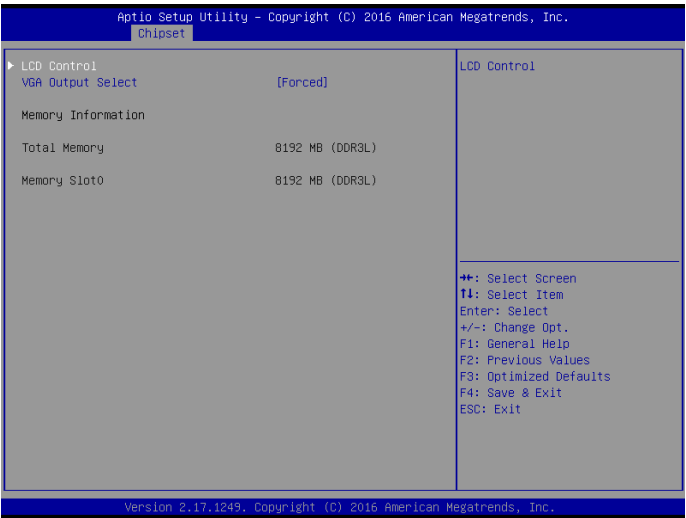 Aptio Setup Utility – Copyright (C) 2016 American Megatrends, Inc.
Chipset
▶ LCD Control
VGA Output Select [Forced]
Memory Information
Total Memory 8192 MB (DDR3L)
Memory Slot0 8192 MB (DDR3L)
LCD Control
→←: Select Screen
↑↓: Select Item
Enter: Select
+/-: Change Opt.
F1: General Help
F2: Previous Values
F3: Optimized Defaults
F4: Save & Exit
ESC: Exit
Version 2.17.1249. Copyright (C) 2016 American Megatrends, Inc.